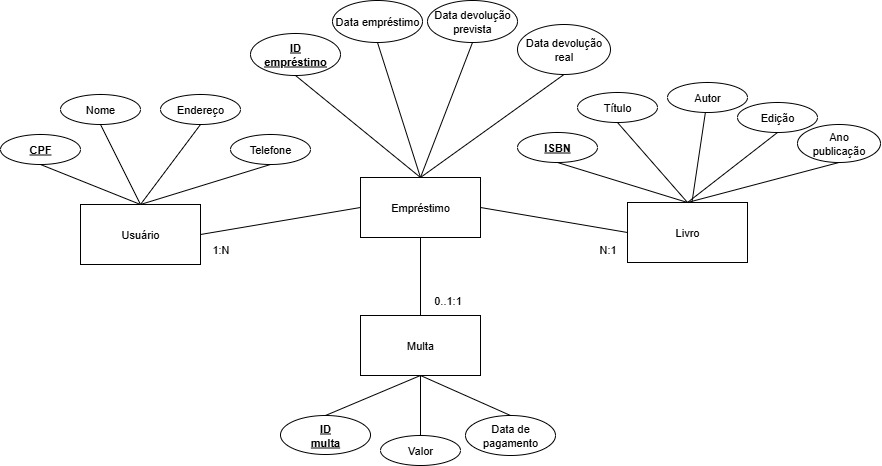 Data empréstimo
Data devolução
prevista
ID
empréstimo
Data devolução
real
Nome
Endereço
Título
Autor
Edição
CPF
Telefone
ISBN
Ano
publicação
Usuário
Empréstimo
Livro
1:N
N:1
0..1:1
Multa
ID
multa
Valor
Data de
pagamento